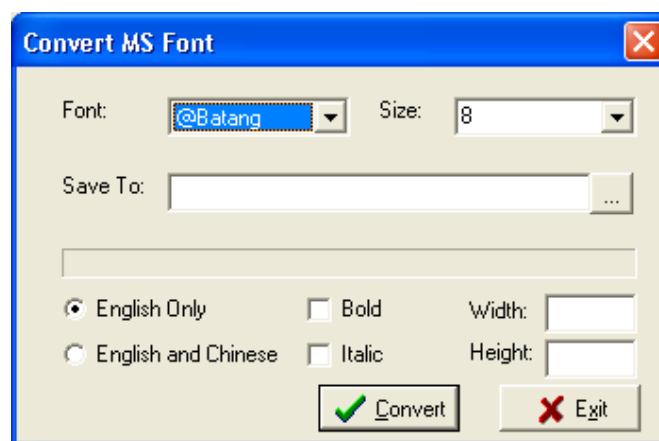 Convert MS Font
Font: @Batang Size: 8
Save To: ...
English Only Bold Width:
English and Chinese Italic Height:
Convert Exit